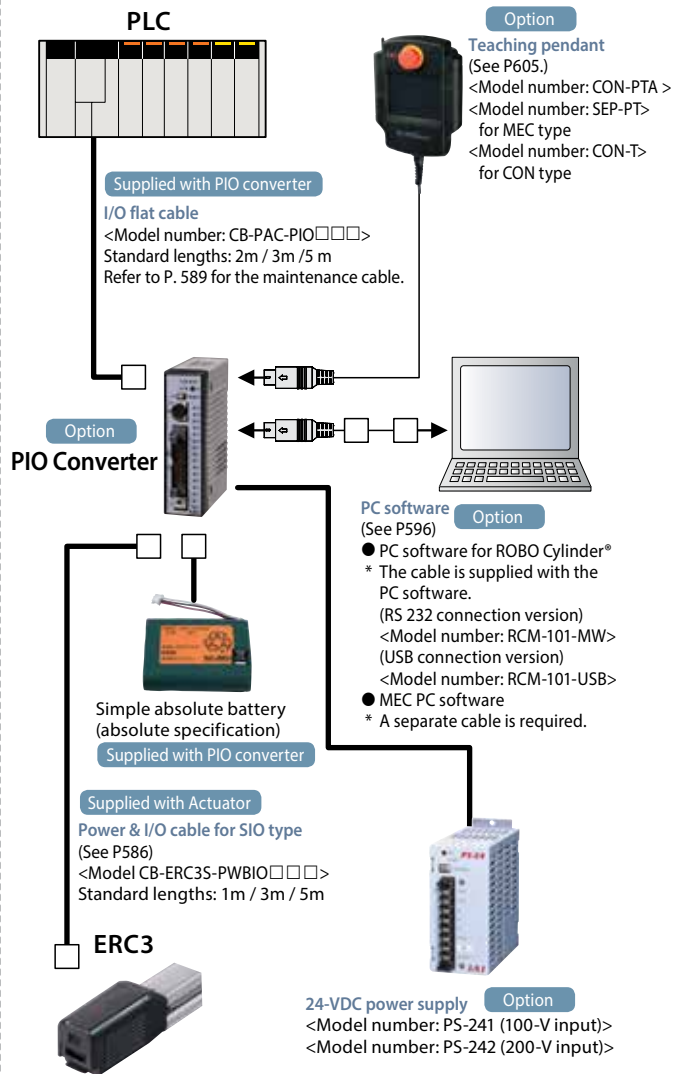 PLC
Option
Teaching pendant
(See P605.)
<Model number: CON-PTA >
<Model number: SEP-PT>
for MEC type
<Model number: CON-T>
for CON type
Supplied with PIO converter
I/O flat cable
<Model number: CB-PAC-PIO□□□>
Standard lengths: 2m / 3m /5 m
Refer to P. 589 for the maintenance cable.
Option
PIO Converter
PC software
Option
(See P596)
● PC software for ROBO Cylinder®
* The cable is supplied with the
PC software.
(RS 232 connection version)
<Model number: RCM-101-MW>
(USB connection version)
<Model number: RCM-101-USB>
● MEC PC software
* A separate cable is required.
Simple absolute battery
(absolute specification)
Supplied with PIO converter
Supplied with Actuator
Power & I/O cable for SIO type
(See P586)
<Model CB-ERC3S-PWBIO□□□>
Standard lengths: 1m / 3m / 5m
ERC3
PS-24
24-VDC power supply
Option
<Model number: PS-241 (100-V input)>
<Model number: PS-242 (200-V input)>